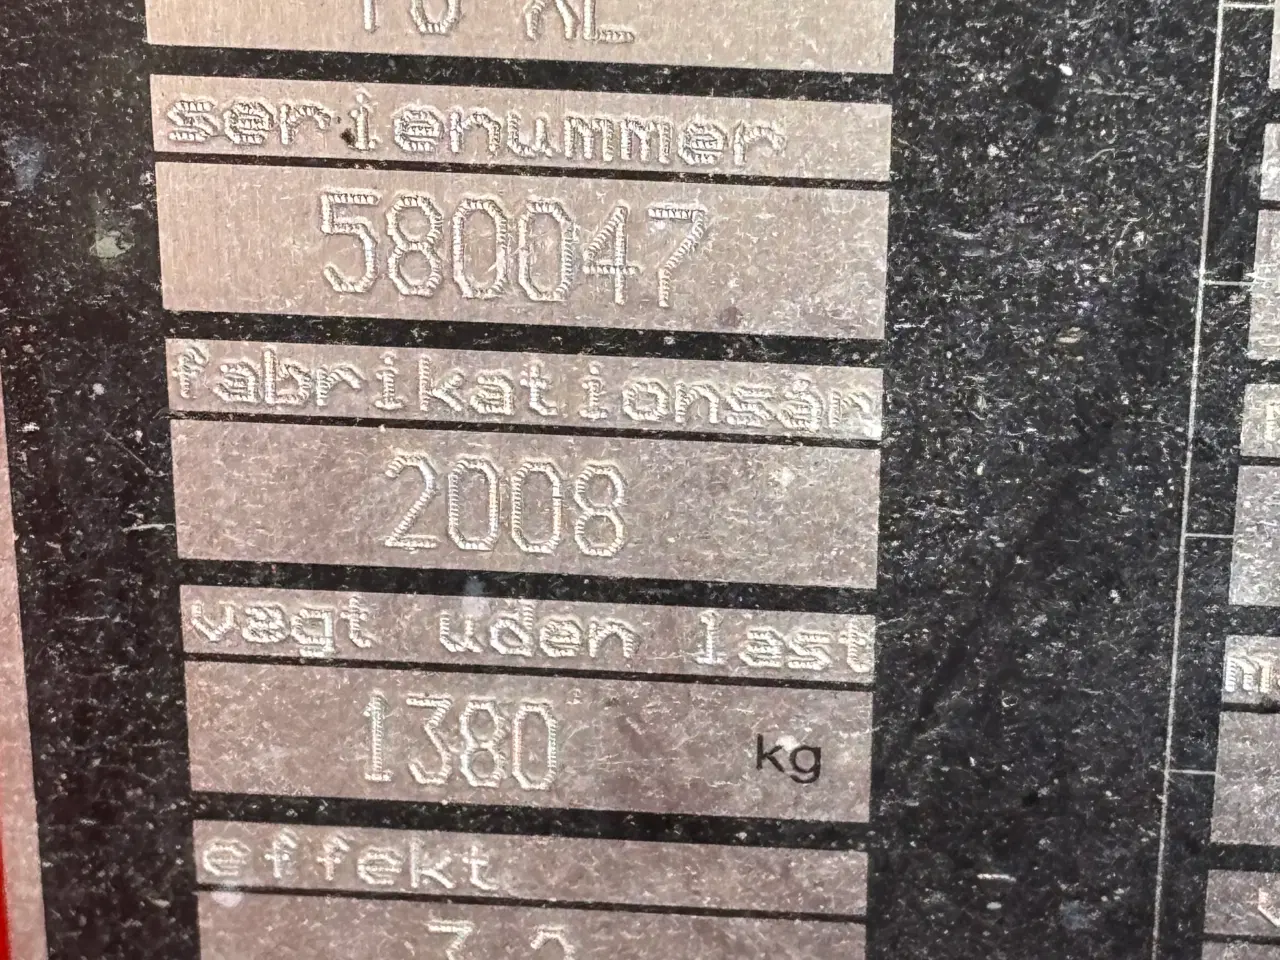 serienummer
580047
fabrikationsår
2008
vægt uden last
1380 kg
effekt